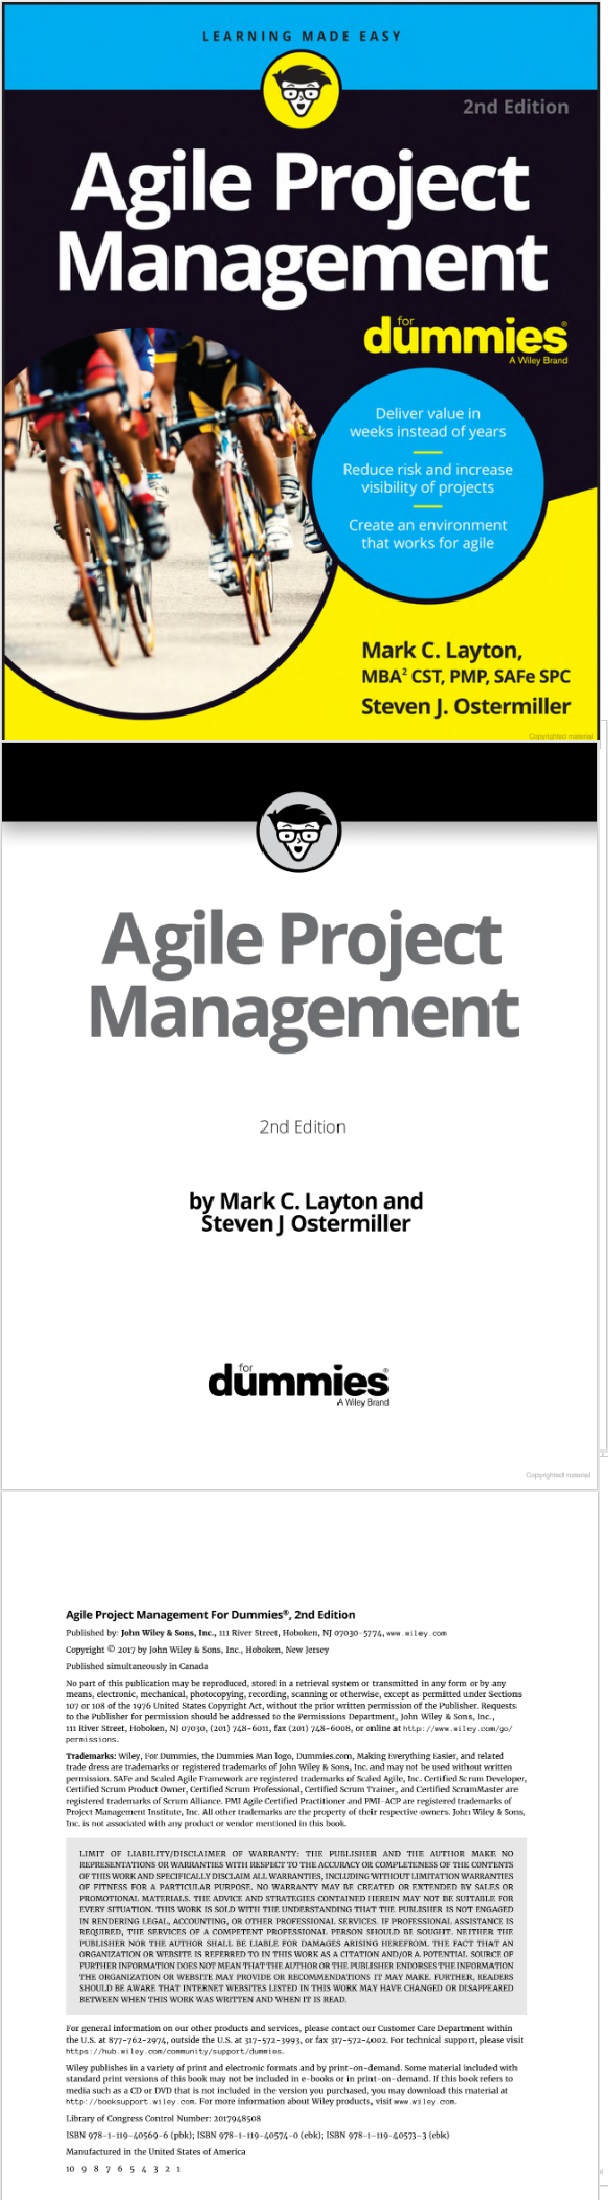 LEARNING MADE EASY
2nd Edition
Agile Project
Management
for
dummies®
A Wiley Brand
Deliver value in
weeks instead of years
Reduce risk and increase
visibility of projects
Create an environment
that works for agile
Mark C. Layton,
MBA² CST, PMP, SAFe SPC
Steven J. Ostermiller
Copyrighted material
Agile Project
Management
2nd Edition
by Mark C. Layton and
Steven J Ostermiller
for
dummies®
A Wiley Brand
Copyrighted material
Agile Project Management For Dummies®, 2nd Edition
Published by: John Wiley & Sons, Inc., 111 River Street, Hoboken, NJ 07030-5774, www.wiley.com
Copyright © 2017 by John Wiley & Sons, Inc., Hoboken, New Jersey
Published simultaneously in Canada
No part of this publication may be reproduced, stored in a retrieval system or transmitted in any form or by any
means, electronic, mechanical, photocopying, recording, scanning or otherwise, except as permitted under Sections
107 or 108 of the 1976 United States Copyright Act, without the prior written permission of the Publisher. Requests
to the Publisher for permission should be addressed to the Permissions Department, John Wiley & Sons, Inc.,
111 River Street, Hoboken, NJ 07030, (201) 748-6011, fax (201) 748-6008, or online at http://www.wiley.com/go/
permissions.
Trademarks: Wiley, For Dummies, the Dummies Man logo, Dummies.com, Making Everything Easier, and related
trade dress are trademarks or registered trademarks of John Wiley & Sons, Inc. and may not be used without written
permission. SAFe and Scaled Agile Framework are registered trademarks of Scaled Agile, Inc. Certified Scrum Developer,
Certified Scrum Product Owner, Certified Scrum Professional, Certified Scrum Trainer, and Certified ScrumMaster are
registered trademarks of Scrum Alliance. PMI Agile Certified Practitioner and PMI-ACP are registered trademarks of
Project Management Institute, Inc. All other trademarks are the property of their respective owners. John Wiley & Sons,
Inc. is not associated with any product or vendor mentioned in this book.
LIMIT OF LIABILITY/DISCLAIMER OF WARRANTY: THE PUBLISHER AND THE AUTHOR MAKE NO
REPRESENTATIONS OR WARRANTIES WITH RESPECT TO THE ACCURACY OR COMPLETENESS OF THE CONTENTS
OF THIS WORK AND SPECIFICALLY DISCLAIM ALL WARRANTIES, INCLUDING WITHOUT LIMITATION WARRANTIES
OF FITNESS FOR A PARTICULAR PURPOSE. NO WARRANTY MAY BE CREATED OR EXTENDED BY SALES OR
PROMOTIONAL MATERIALS. THE ADVICE AND STRATEGIES CONTAINED HEREIN MAY NOT BE SUITABLE FOR
EVERY SITUATION. THIS WORK IS SOLD WITH THE UNDERSTANDING THAT THE PUBLISHER IS NOT ENGAGED
IN RENDERING LEGAL, ACCOUNTING, OR OTHER PROFESSIONAL SERVICES. IF PROFESSIONAL ASSISTANCE IS
REQUIRED, THE SERVICES OF A COMPETENT PROFESSIONAL PERSON SHOULD BE SOUGHT. NEITHER THE
PUBLISHER NOR THE AUTHOR SHALL BE LIABLE FOR DAMAGES ARISING HEREFROM. THE FACT THAT AN
ORGANIZATION OR WEBSITE IS REFERRED TO IN THIS WORK AS A CITATION AND/OR A POTENTIAL SOURCE OF
FURTHER INFORMATION DOES NOT MEAN THAT THE AUTHOR OR THE PUBLISHER ENDORSES THE INFORMATION
THE ORGANIZATION OR WEBSITE MAY PROVIDE OR RECOMMENDATIONS IT MAY MAKE. FURTHER, READERS
SHOULD BE AWARE THAT INTERNET WEBSITES LISTED IN THIS WORK MAY HAVE CHANGED OR DISAPPEARED
BETWEEN WHEN THIS WORK WAS WRITTEN AND WHEN IT IS READ.
For general information on our other products and services, please contact our Customer Care Department within
the U.S. at 877-762-2974, outside the U.S. at 317-572-3993, or fax 317-572-4002. For technical support, please visit
https://hub.wiley.com/community/support/dummies.
Wiley publishes in a variety of print and electronic formats and by print-on-demand. Some material included with
standard print versions of this book may not be included in e-books or in print-on-demand. If this book refers to
media such as a CD or DVD that is not included in the version you purchased, you may download this material at
http://booksupport.wiley.com. For more information about Wiley products, visit www.wiley.com.
Library of Congress Control Number: 2017948508
ISBN 978-1-119-40569-6 (pbk); ISBN 978-1-119-40574-0 (ebk); ISBN 978-1-119-40573-3 (ebk)
Manufactured in the United States of America
10 9 8 7 6 5 4 3 2 1